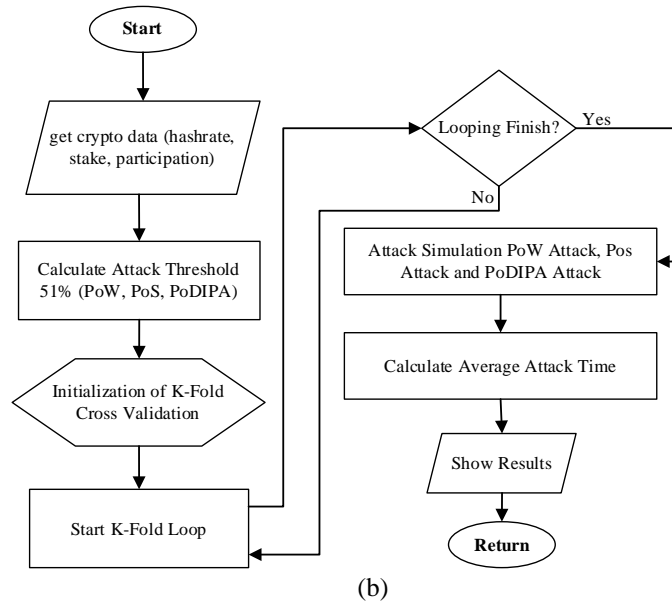 Start
get crypto data (hashrate,
stake, participation)
Calculate Attack Threshold
51% (PoW, PoS, PoDIPA)
Initialization of K-Fold
Cross Validation
Start K-Fold Loop
Looping Finish?
Yes
No
Attack Simulation PoW Attack, Pos
Attack and PoDIPA Attack
Calculate Average Attack Time
Show Results
Return
(b)